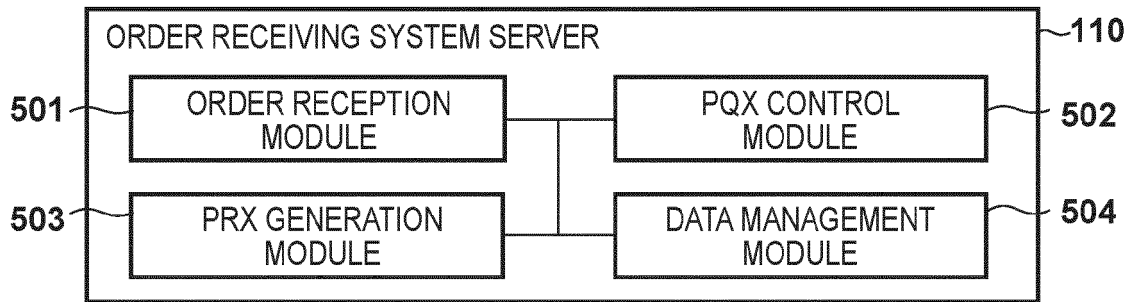 ORDER RECEIVING SYSTEM SERVER
110
501
ORDER RECEPTION
MODULE
PQX CONTROL
MODULE
502
503
PRX GENERATION
MODULE
DATA MANAGEMENT
MODULE
504